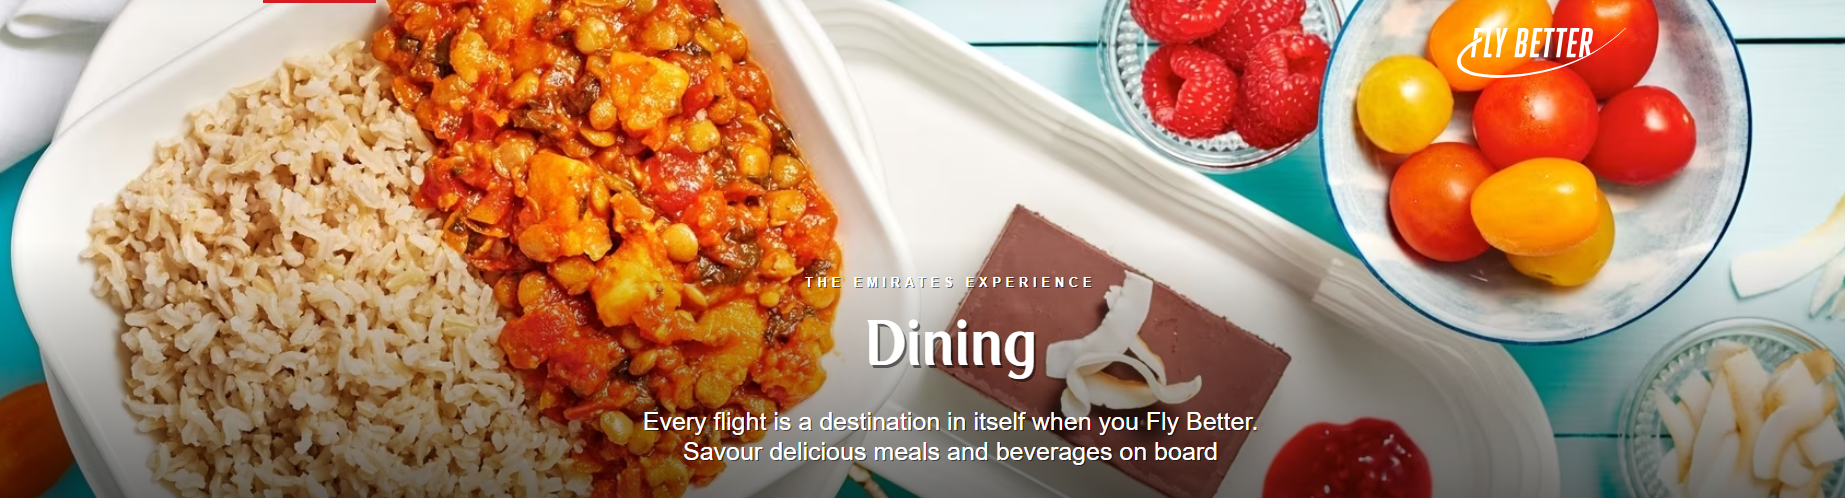 FLY BETTER
THE EMIRATES EXPERIENCE
Dining
Every flight is a destination in itself when you Fly Better.
Savour delicious meals and beverages on board